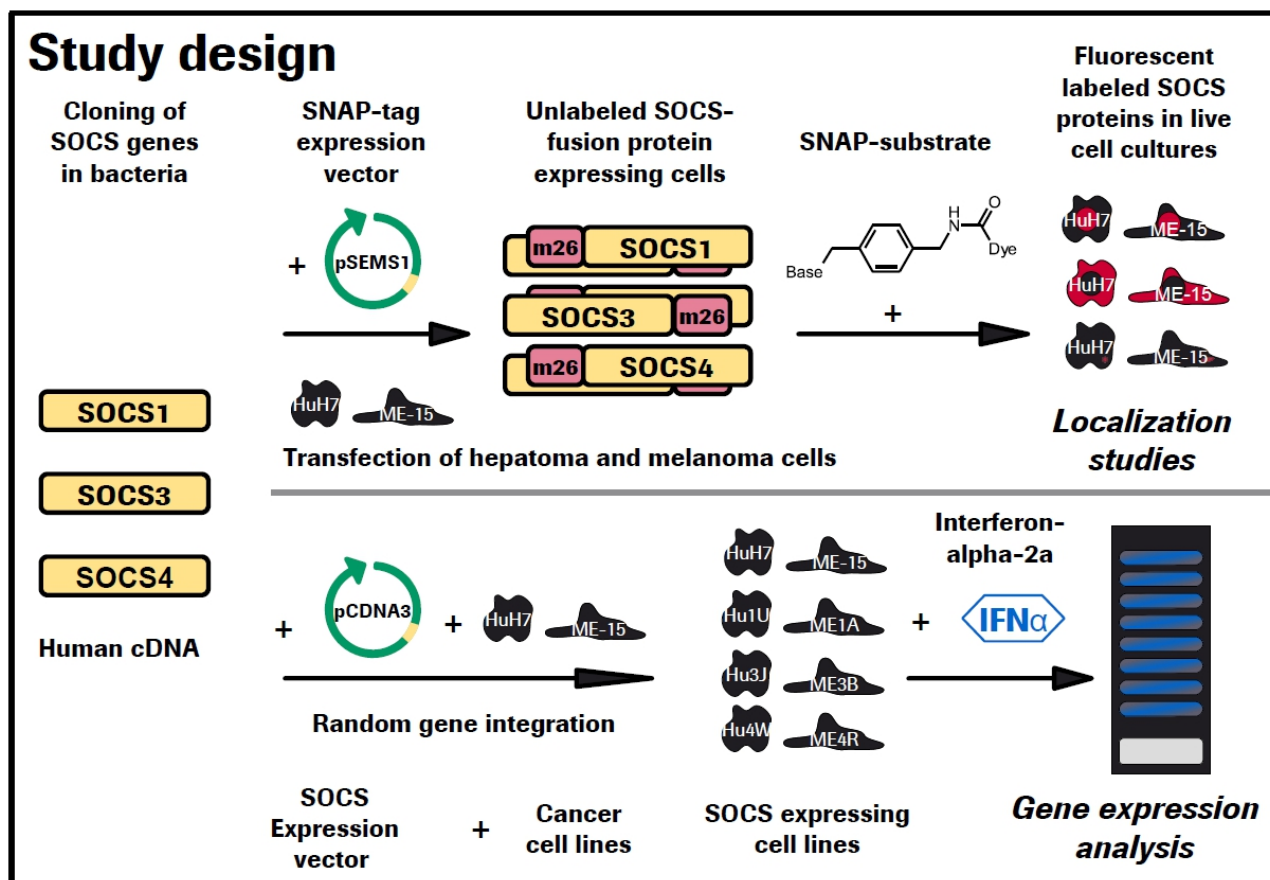 Study design
Cloning of
SOCS genes
in bacteria
SNAP-tag
expression
vector
Unlabeled SOCS-
fusion protein
expressing cells
SNAP-substrate
Fluorescent
labeled SOCS
proteins in live
cell cultures
+
pSEMS1
m26 SOCS1
SOCS3 m26
m26 SOCS4
H
N
O
Dye
Base
+
HuH7 ME-15
HuH7 ME-15
HuH7 ME-15
HuH7 ME-15
Transfection of hepatoma and melanoma cells
Localization
studies
SOCS1
SOCS3
SOCS4
Human cDNA
+
pCDNA3
+
HuH7 ME-15
Random gene integration
HuH7 ME-15
Hu1U ME1A
Hu3J ME3B
Hu4W ME4R
+
Interferon-
alpha-2a
IFNα
SOCS
Expression
vector
+
Cancer
cell lines
SOCS expressing
cell lines
Gene expression
analysis